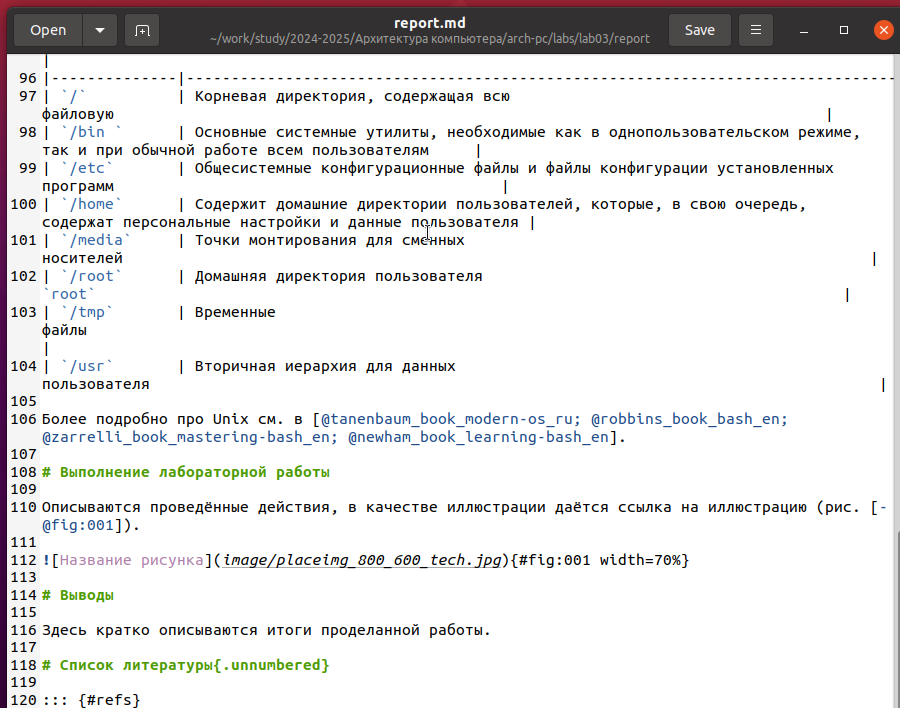 Open
report.md
~/work/study/2024-2025/Архитектура компьютера/arch-pc/labs/lab03/report
Save
|
96 |--------------|-------------------------------------------------------------------------------
97 | `/` | Корневая директория, содержащая всю
файловую |
98 | `/bin ` | Основные системные утилиты, необходимые как в однопользовательском режиме,
так и при обычной работе всем пользователям |
99 | `/etc` | Общесистемные конфигурационные файлы и файлы конфигурации установленных
программ |
100 | `/home` | Содержит домашние директории пользователей, которые, в свою очередь,
содержат персональные настройки и данные пользователя |
101 | `/media` | Точки монтирования для сменных
носителей |
102 | `/root` | Домашняя директория пользователя
`root` |
103 | `/tmp` | Временные
файлы
|
104 | `/usr` | Вторичная иерархия для данных
пользователя |
105
106 Более подробно про Unix см. в [@tanenbaum_book_modern-os_ru; @robbins_book_bash_en;
@zarrelli_book_mastering-bash_en; @newham_book_learning-bash_en].
107
108 # Выполнение лабораторной работы
109
110 Описываются проведённые действия, в качестве иллюстрации даётся ссылка на иллюстрацию (рис. [-
@fig:001]).
111
112 ![Название рисунка](image/placeimg_800_600_tech.jpg){#fig:001 width=70%}
113
114 # Выводы
115
116 Здесь кратко описываются итоги проделанной работы.
117
118 # Список литературы{.unnumbered}
119
120 ::: {#refs}